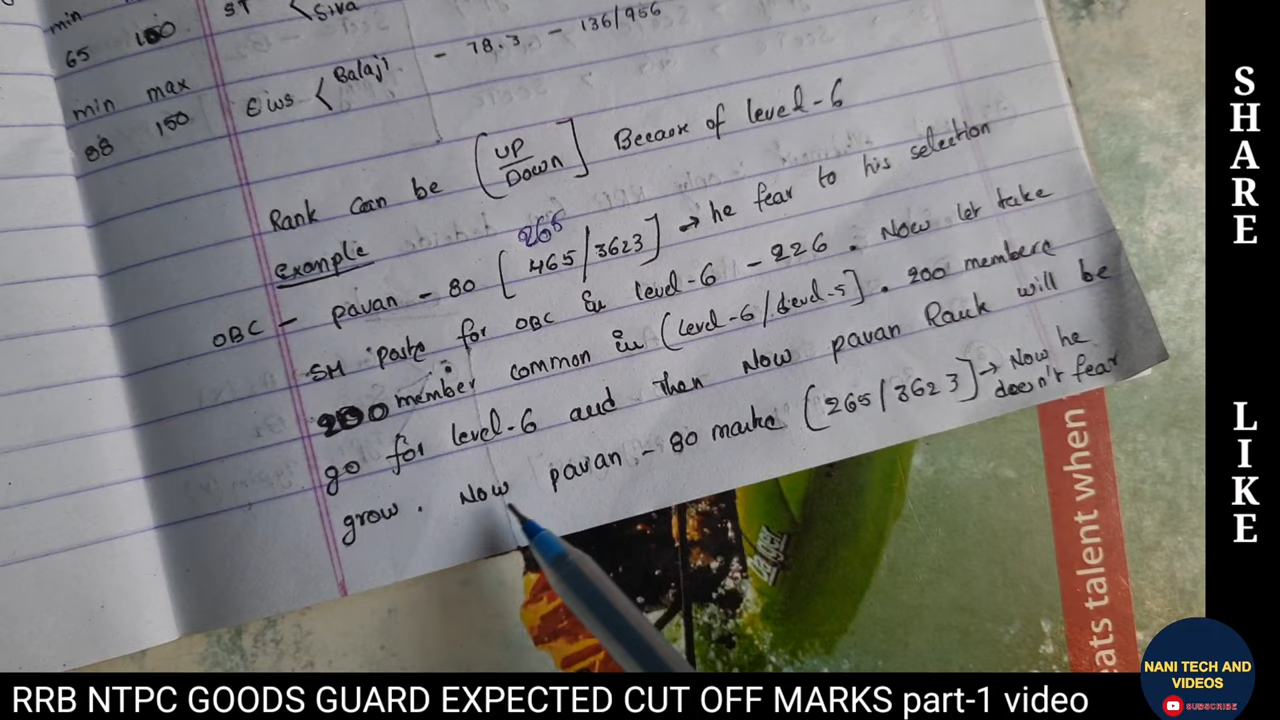 min
65 100
ST < Siva
min max
88 150
EWS < Balaji - 78.3 - 136/956
Rank Can be [UP/Down] Because of level-6
Example
265
OBC - pavan - 80 [465/3623] → he fear to his selection
SM paste for OBC in level-6 - 226. Now let take
200 member common in (level-6/level-5]. 200 members
go for level-6 and then Now pavan Rank will be
grow. Now pavan - 80 marks (265/3623] → Now he
doesn't fear
Larger
eats talent when
SHARE
LIKE
NANI TECH AND
VIDEOS
SUBSCRIBE
RRB NTPC GOODS GUARD EXPECTED CUT OFF MARKS part-1 video